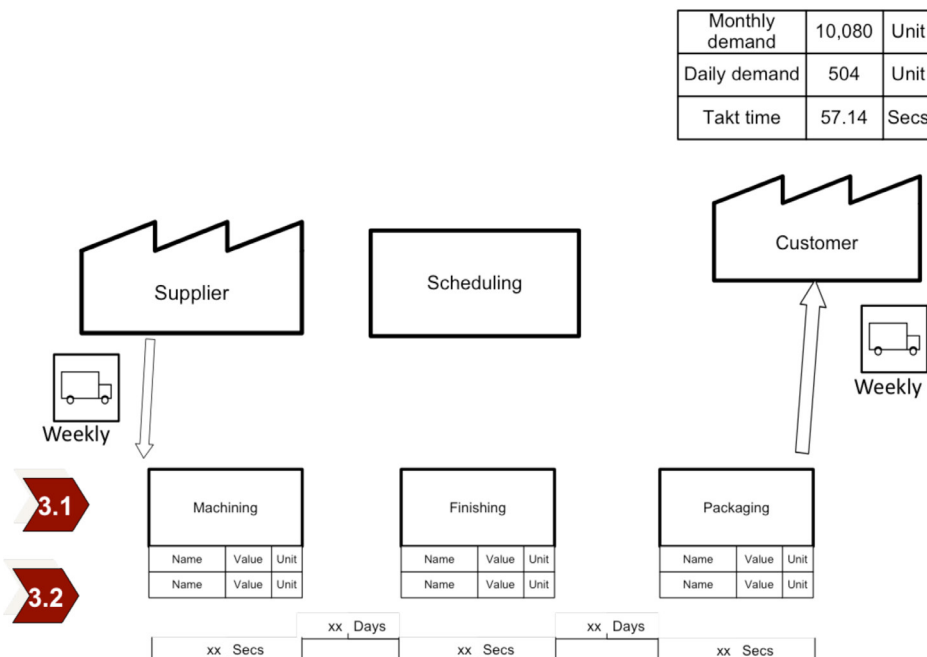 Monthly demand 10,080 Unit
Daily demand 504 Unit
Takt time 57.14 Secs
Supplier
Scheduling
Customer
Weekly
Weekly
3.1
Machining
Finishing
Packaging
Name Value Unit
Name Value Unit
Name Value Unit
3.2
Name Value Unit
Name Value Unit
Name Value Unit
xx Days
xx Days
xx Secs
xx Secs
xx Secs